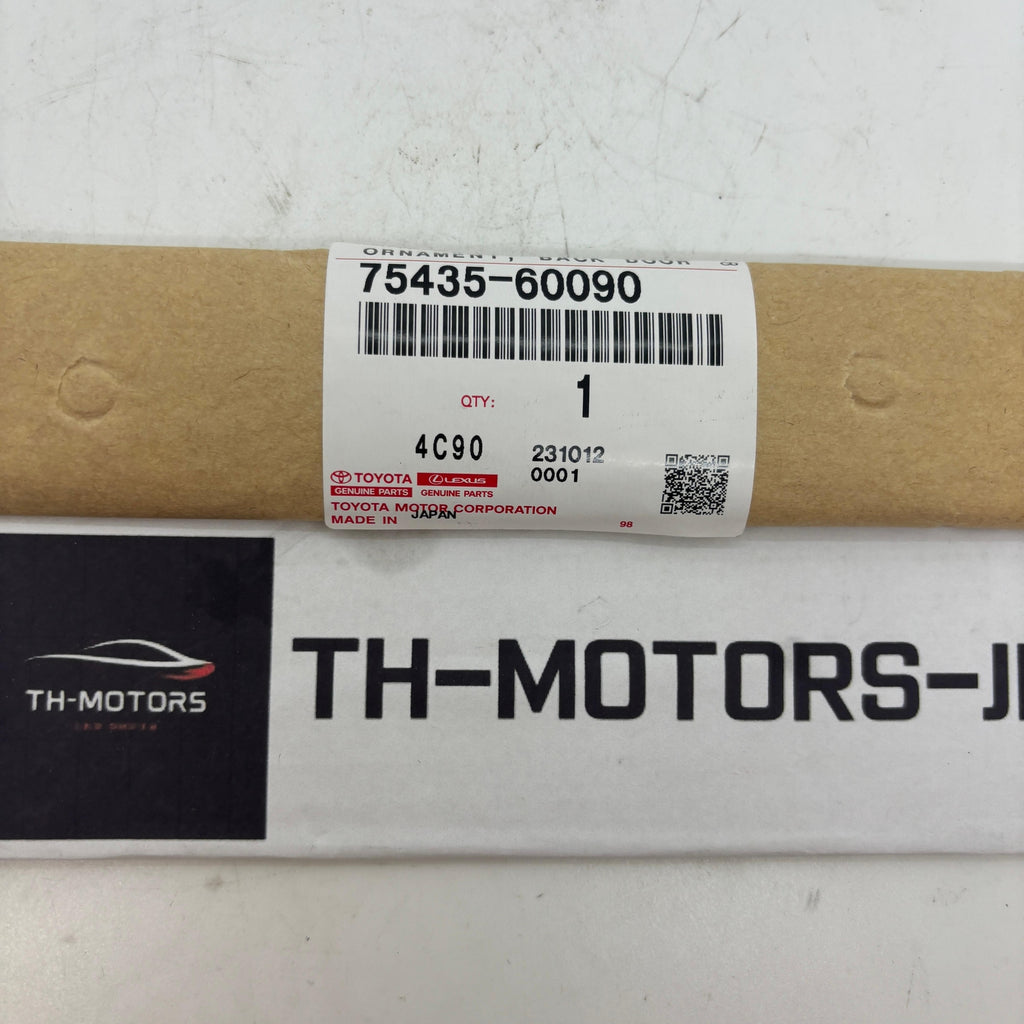 ORNAMENT, BACK DOOR
75435-60090
QTY: 1
4C90 231012
0001
TOYOTA LEXUS
GENUINE PARTS GENUINE PARTS
TOYOTA MOTOR CORPORATION
MADE IN JAPAN
98
TH-MOTORS-J
TH-MOTORS